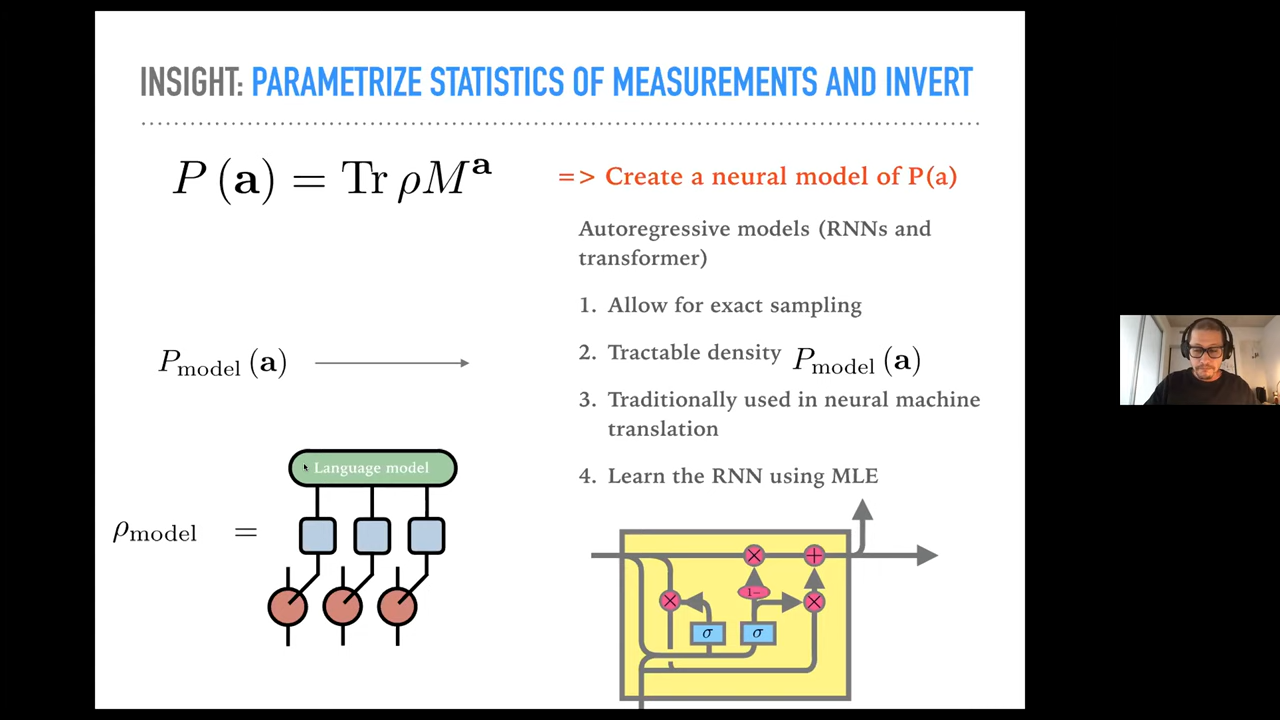 INSIGHT: PARAMETRIZE STATISTICS OF MEASUREMENTS AND INVERT
P(a) = Tr ρM^a
=> Create a neural model of P(a)
Autoregressive models (RNNs and
transformer)
1. Allow for exact sampling
2. Tractable density P_model (a)
3. Traditionally used in neural machine
translation
4. Learn the RNN using MLE
P_model (a)
Language model
ρ_model =
× +
1-
× ×
σ σ